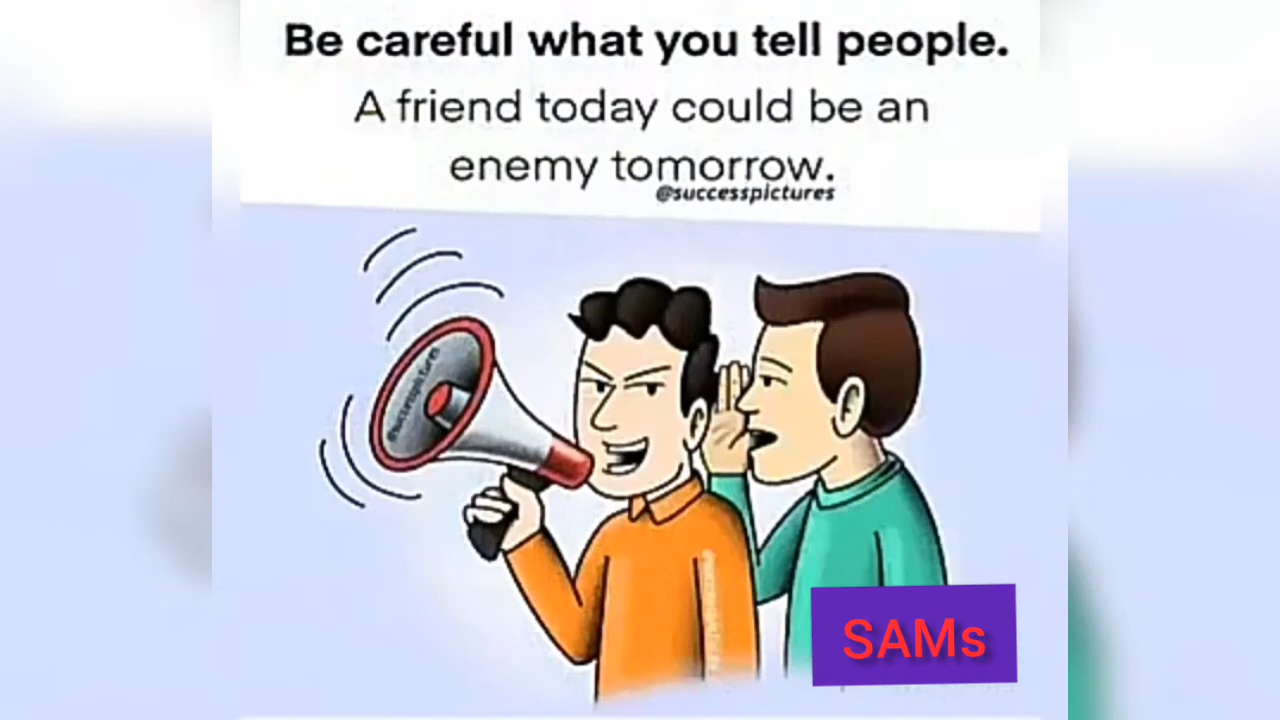 Be careful what you tell people.
A friend today could be an
enemy tomorrow.
@successpictures
SAMs